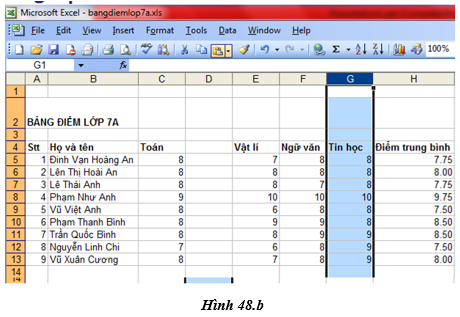 Microsoft Excel - bangdiemlop7a.xls
File Edit View Insert Format Tools Data Window Help
Σ 100%
G1 fx
A B C D E F G H
1
2 BẢNG ĐIỂM LỚP 7A
3
4 Stt Họ và tên Toán Vật lí Ngữ văn Tin học Điểm trung bình
5 1 Đinh Vạn Hoàng An 8 7 8 8 7.75
6 2 Lên Thị Hoài An 8 8 8 8 8.00
7 3 Lê Thái Anh 8 8 7 8 7.75
8 4 Phạm Như Anh 9 10 10 10 9.75
9 5 Vũ Việt Anh 8 6 8 8 7.50
10 6 Phạm Thanh Bình 8 9 9 8 8.50
11 7 Trần Quốc Bình 8 8 9 9 8.50
12 8 Nguyễn Linh Chi 7 6 8 9 7.50
13 9 Vũ Xuân Cương 8 7 8 9 8.00
14
Hình 48.b